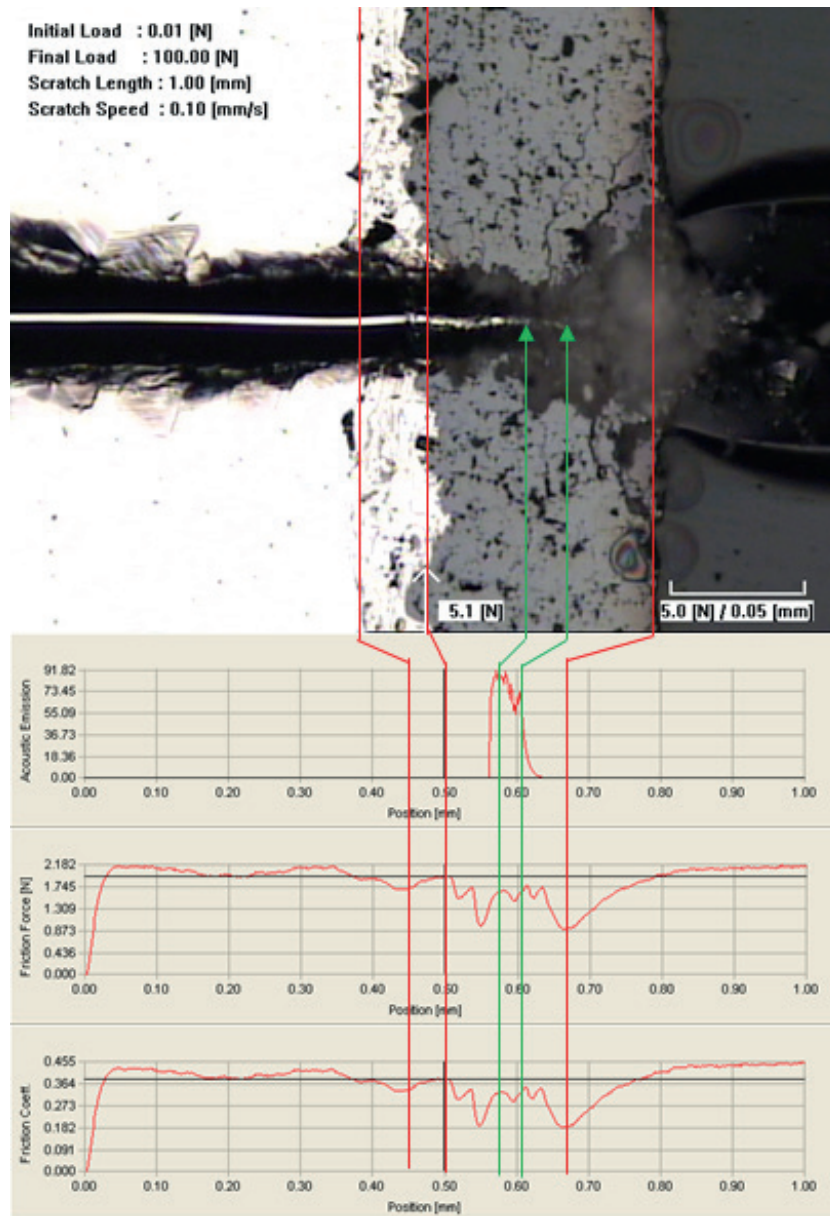 Initial Load : 0.01 [N]
Final Load : 100.00 [N]
Scratch Length : 1.00 [mm]
Scratch Speed : 0.10 [mm/s]
5.1 [N]
5.0 [N] / 0.05 [mm]
Acoustic Emission
91.82
73.45
55.09
36.73
18.36
0.00
0.00 0.10 0.20 0.30 0.40 0.50 0.60 0.70 0.80 0.90 1.00
Position [mm]
Friction Force [N]
2.182
1.745
1.309
0.873
0.436
0.000
0.00 0.10 0.20 0.30 0.40 0.50 0.60 0.70 0.80 0.90 1.00
Position [mm]
Friction Coeff.
0.455
0.364
0.273
0.182
0.091
0.000
0.00 0.10 0.20 0.30 0.40 0.50 0.60 0.70 0.80 0.90 1.00
Position [mm]